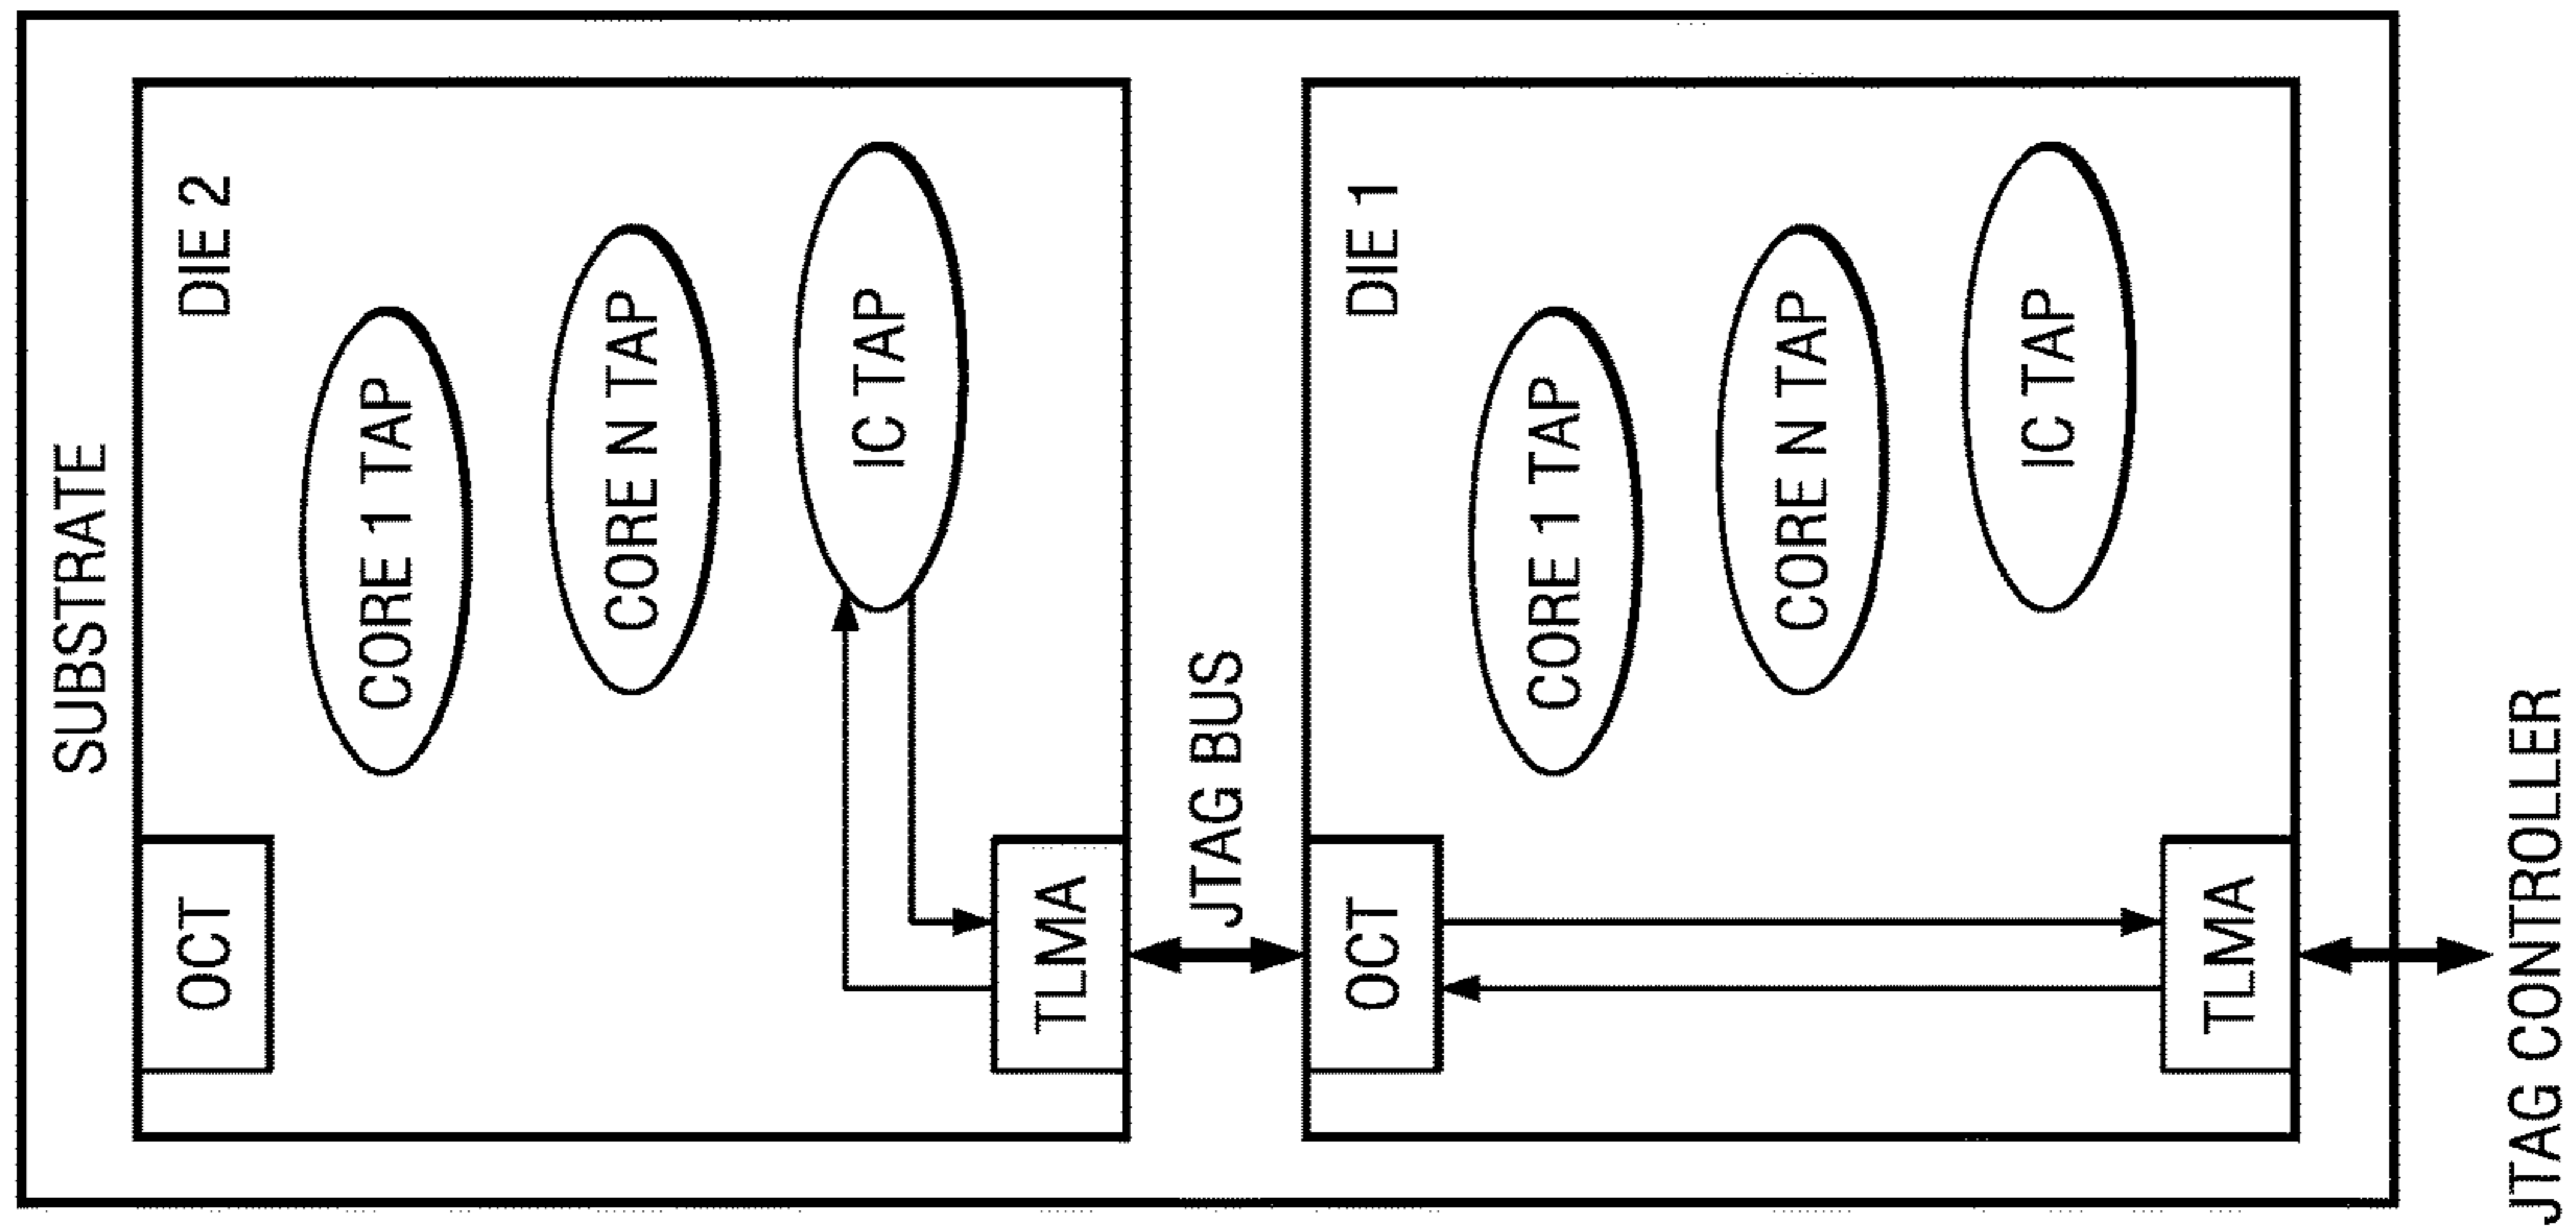 SUBSTRATE
DIE 2
OCT
CORE 1 TAP
CORE N TAP
IC TAP
TLMA
JTAG BUS
DIE 1
OCT
CORE 1 TAP
CORE N TAP
IC TAP
TLMA
JTAG CONTROLLER